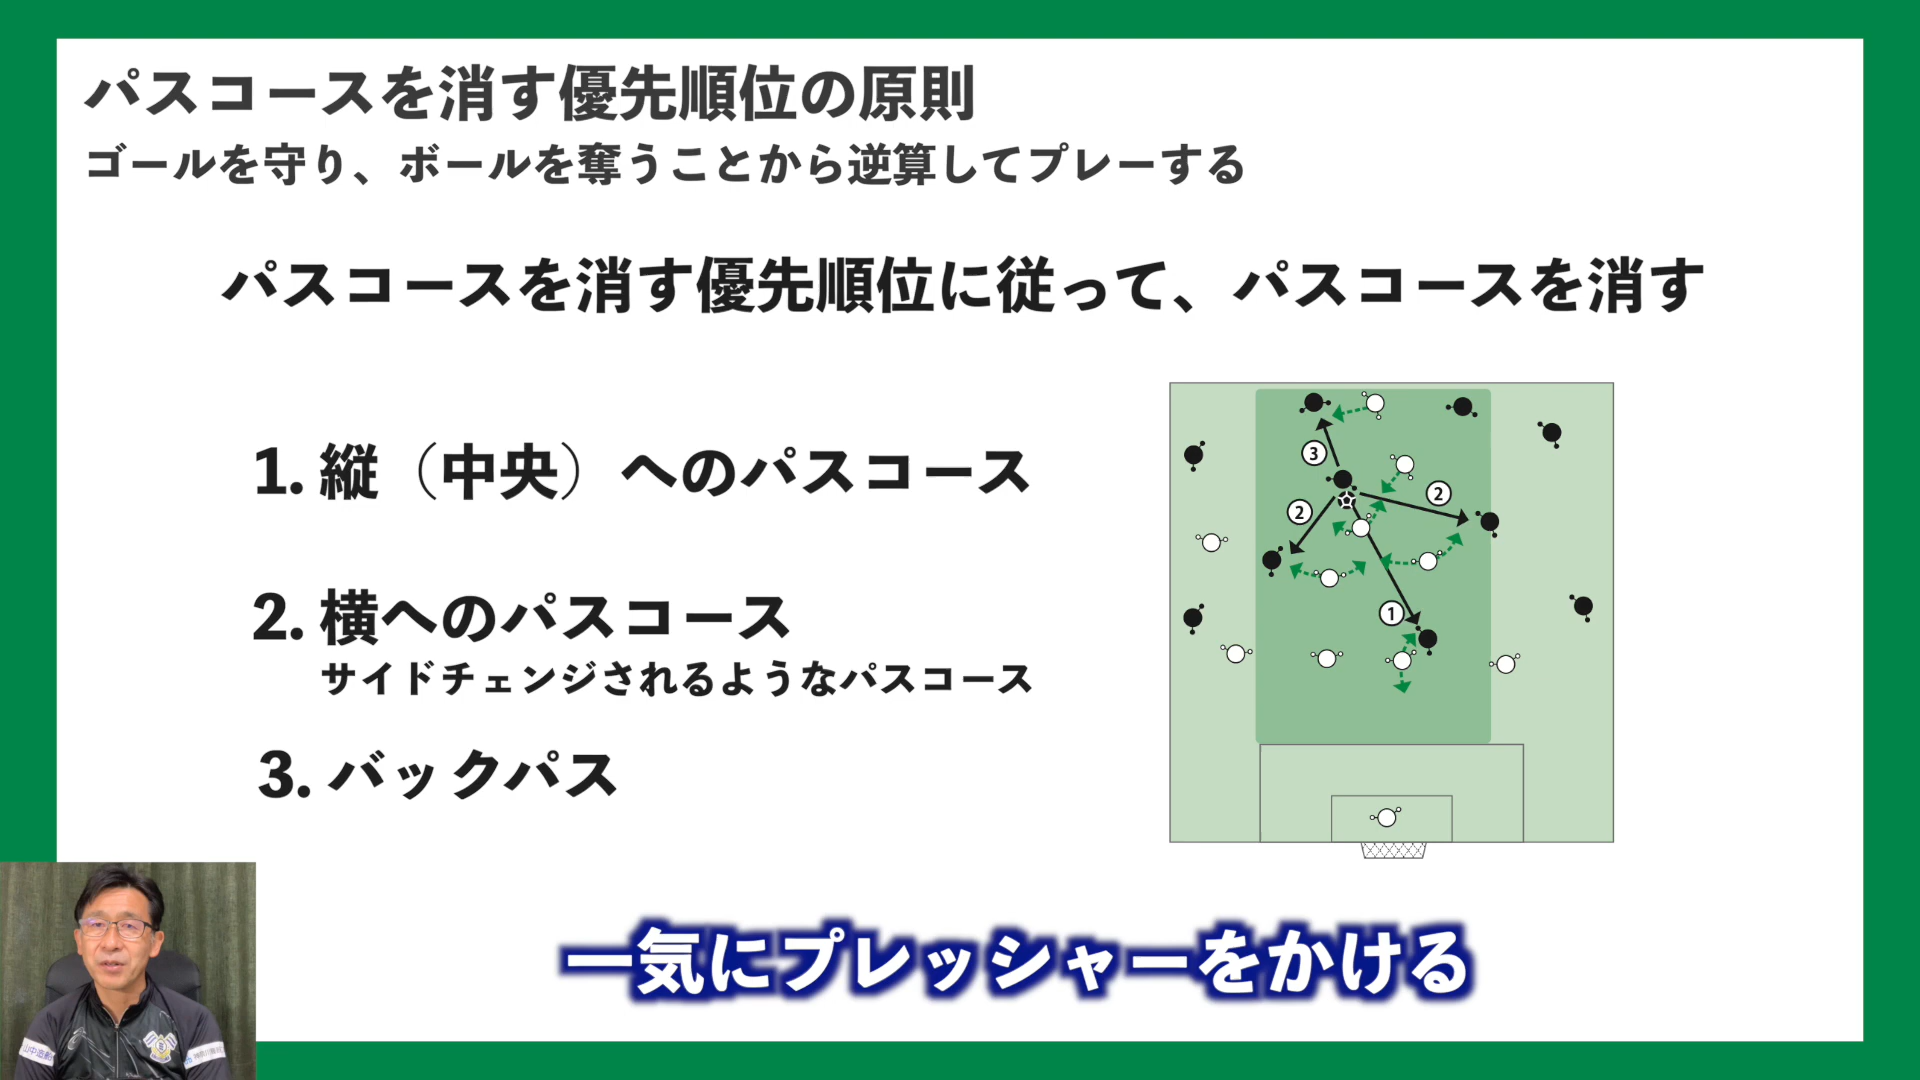 パスコースを消す優先順位の原則
ゴールを守り、ボールを奪うことから逆算してプレーする
パスコースを消す優先順位に従って、パスコースを消す
1. 縦（中央）へのパスコース
2. 横へのパスコース
サイドチェンジされるようなパスコース
3. バックパス
3
2
2
1
一気にプレッシャーをかける